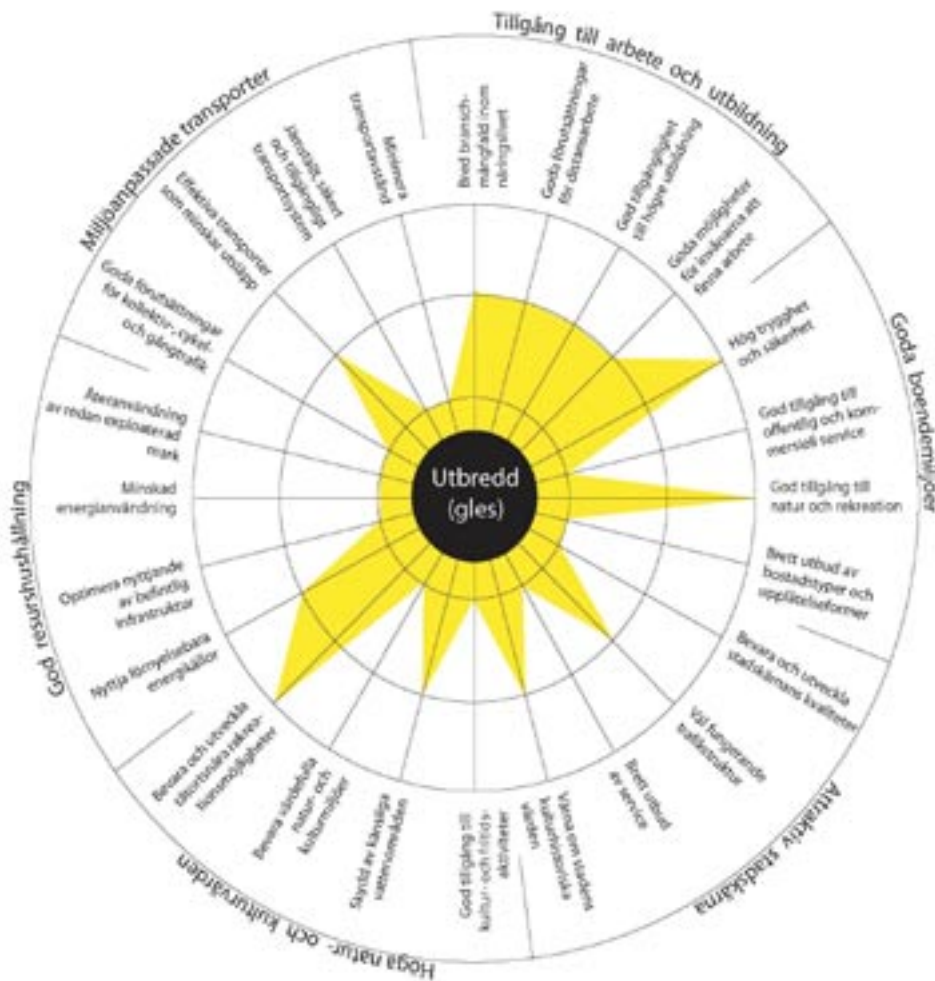 Tillgång till arbete och utbildning
Bred bransch-
mångfald inom
näringslivet
Goda förutsättningar
för distansarbete
God tillgänglighet
till högre utbildning
Goda möjligheter
för invånarna att
finna arbete
Goda boendemiljöer
Hög trygghet
och säkerhet
God tillgång till
offentlig och kom-
mersiell service
God tillgång till
natur och rekreation
Brett utbud av
bostadstyper och
upplåtelseformer
Attraktiv stadskärna
Bevara och utveckla
stadskärnans kvaliteter
Väl fungerande
trafikstruktur
Brett utbud
av service
Värna om stadens
kulturhistoriska
värden
Höga natur- och kulturvärden
God tillgång till
kultur- och fritids-
aktiviteter
Skydd av känsliga
vattenområden
Bevara värdefulla
natur- och
kulturmiljöer
Bevara och utveckla
tätortsnära rekrea-
tionsmöjligheter
God resurshushållning
Nyttja förnyelsebara
energikällor
Optimera nyttjande
av befintlig
infrastruktur
Minskad
energianvändning
Återanvändning
av redan exploaterad
mark
Miljöanpassade transporter
Goda förutsättningar
för kollektiv-, cykel-
och gångtrafik
Effektiva transporter
som minskar utsläpp
Jämställt, säkert
och tillgängligt
transportsystem
Minimera
transportavstånd
Utbredd
(gles)